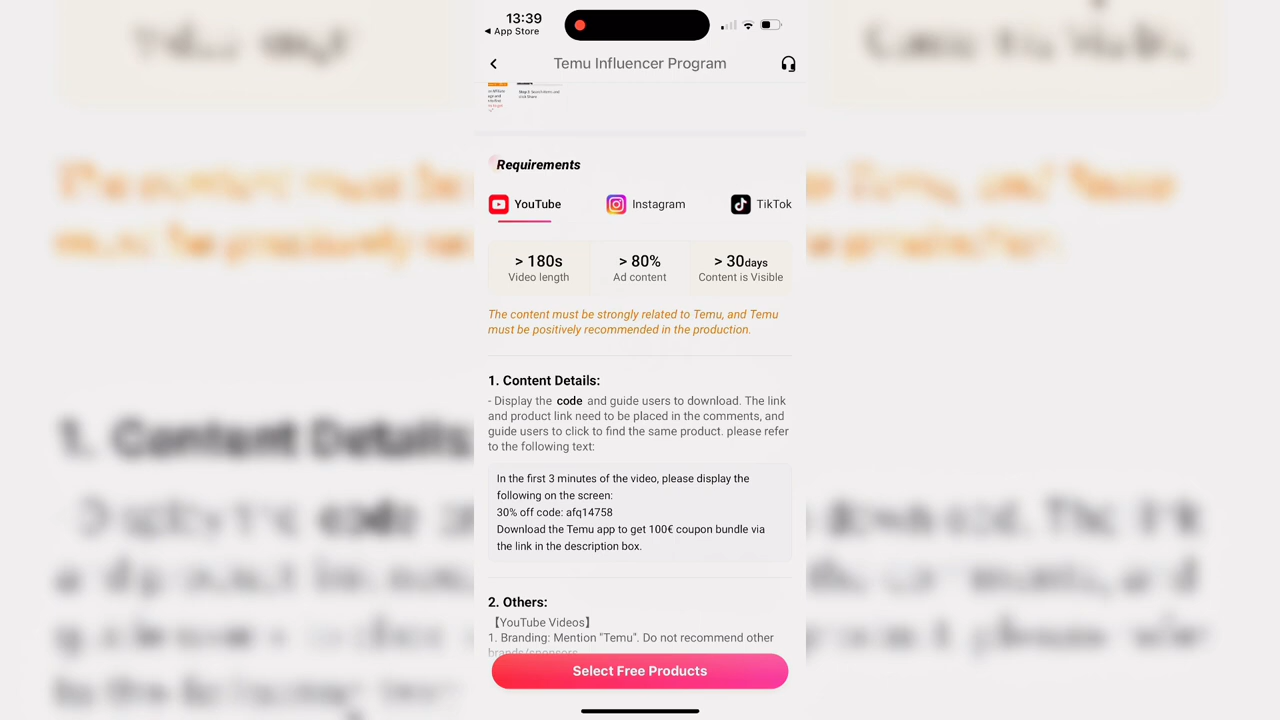 13:39
App Store
Temu Influencer Program
Requirements
YouTube
Instagram
TikTok
> 180s
Video length
> 80%
Ad content
> 30days
Content is Visible
The content must be strongly related to Temu, and Temu
must be positively recommended in the production.
1. Content Details:
- Display the code and guide users to download. The link
and product link need to be placed in the comments, and
guide users to click to find the same product. please refer
to the following text:
In the first 3 minutes of the video, please display the
following on the screen:
30% off code: afq14758
Download the Temu app to get 100€ coupon bundle via
the link in the description box.
2. Others:
【YouTube Videos】
1. Branding: Mention "Temu". Do not recommend other
brands/sponsors
Select Free Products